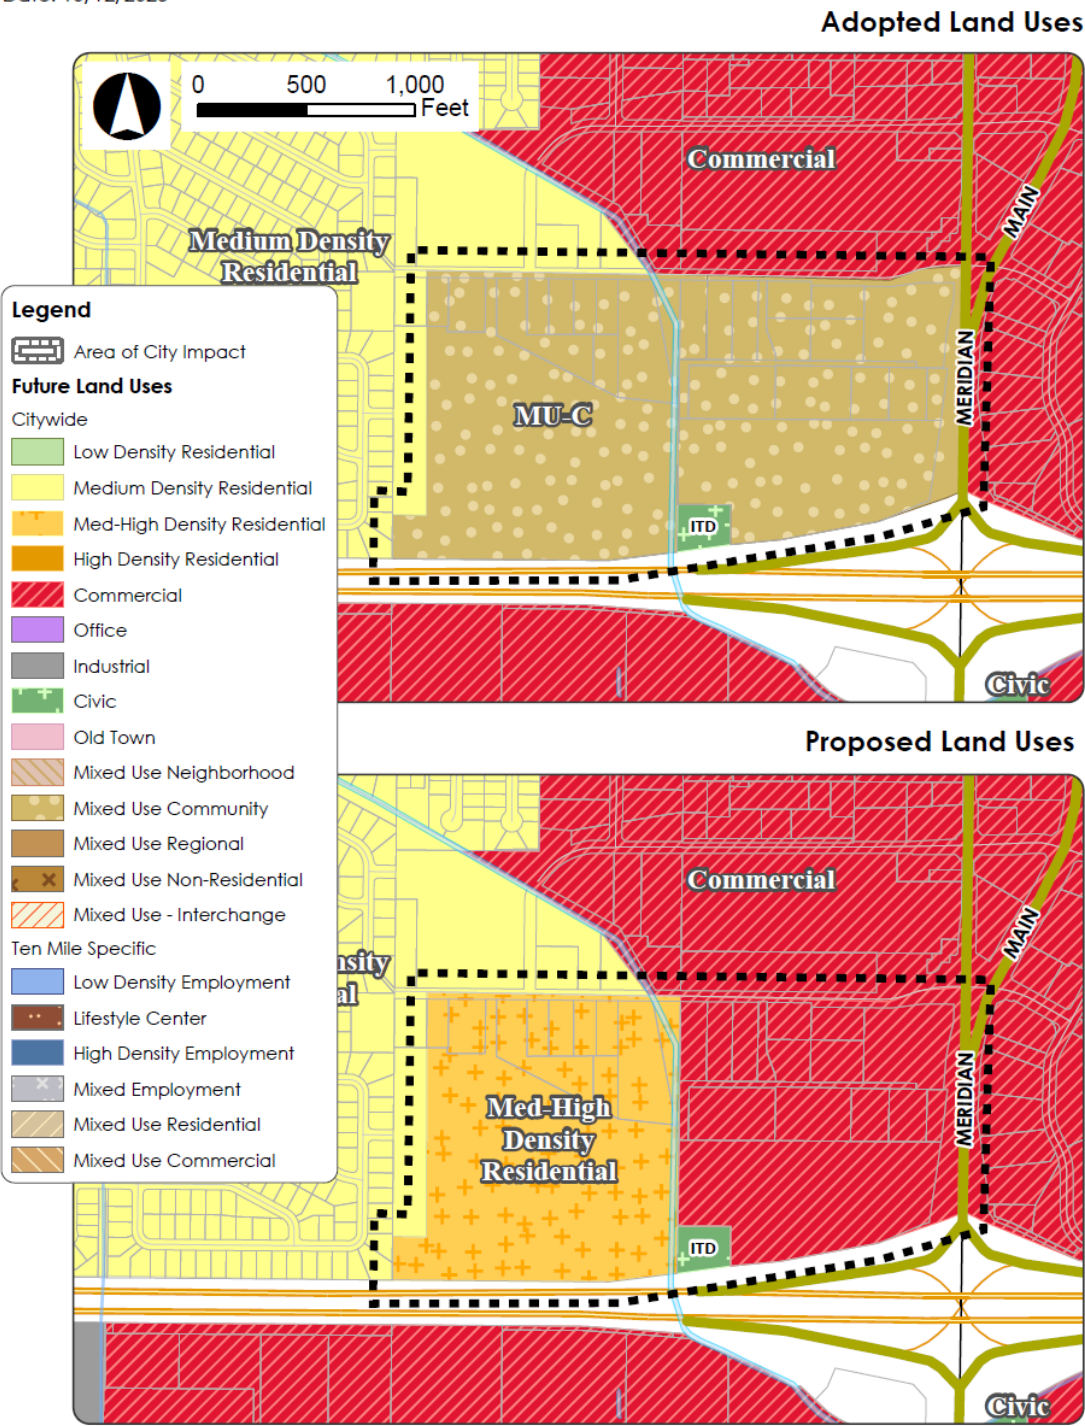 Adopted Land Uses
0 500 1,000
Feet
Commercial
MAIN
Medium Density
Residential
MERIDIAN
MU-C
ITD
Civic
Legend
Area of City Impact
Future Land Uses
Citywide
Low Density Residential
Medium Density Residential
Med-High Density Residential
High Density Residential
Commercial
Office
Industrial
Civic
Old Town
Mixed Use Neighborhood
Mixed Use Community
Mixed Use Regional
Mixed Use Non-Residential
Mixed Use - Interchange
Ten Mile Specific
Low Density Employment
Lifestyle Center
High Density Employment
Mixed Employment
Mixed Use Residential
Mixed Use Commercial
Proposed Land Uses
Commercial
MAIN
nsity
al
MERIDIAN
Med-High
Density
Residential
ITD
Civic